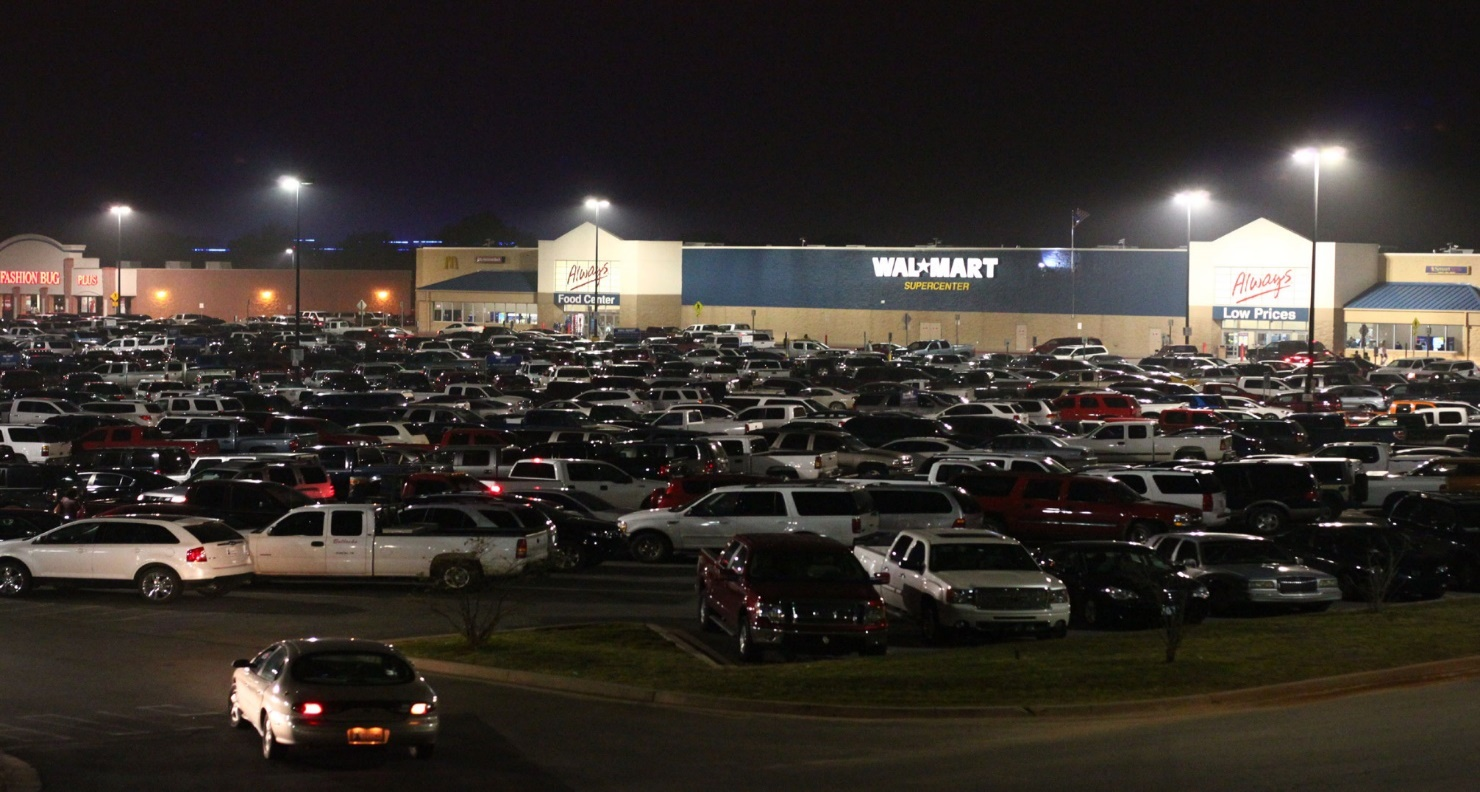 FASHION BUG
PLUS
Always
Food Center
WAL★MART
SUPERCENTER
Always
Low Prices